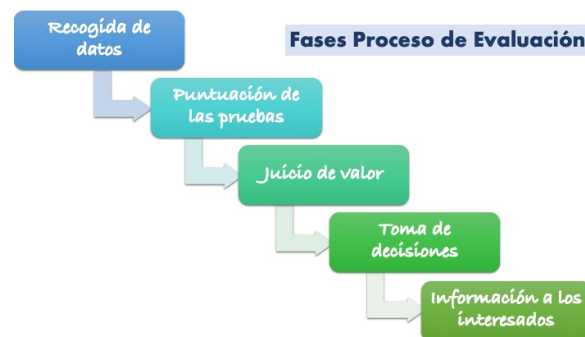 Recogida de
datos
Fases Proceso de Evaluación
Puntuación de
las pruebas
Juicio de valor
Toma de
decisiones
Información a los
interesados